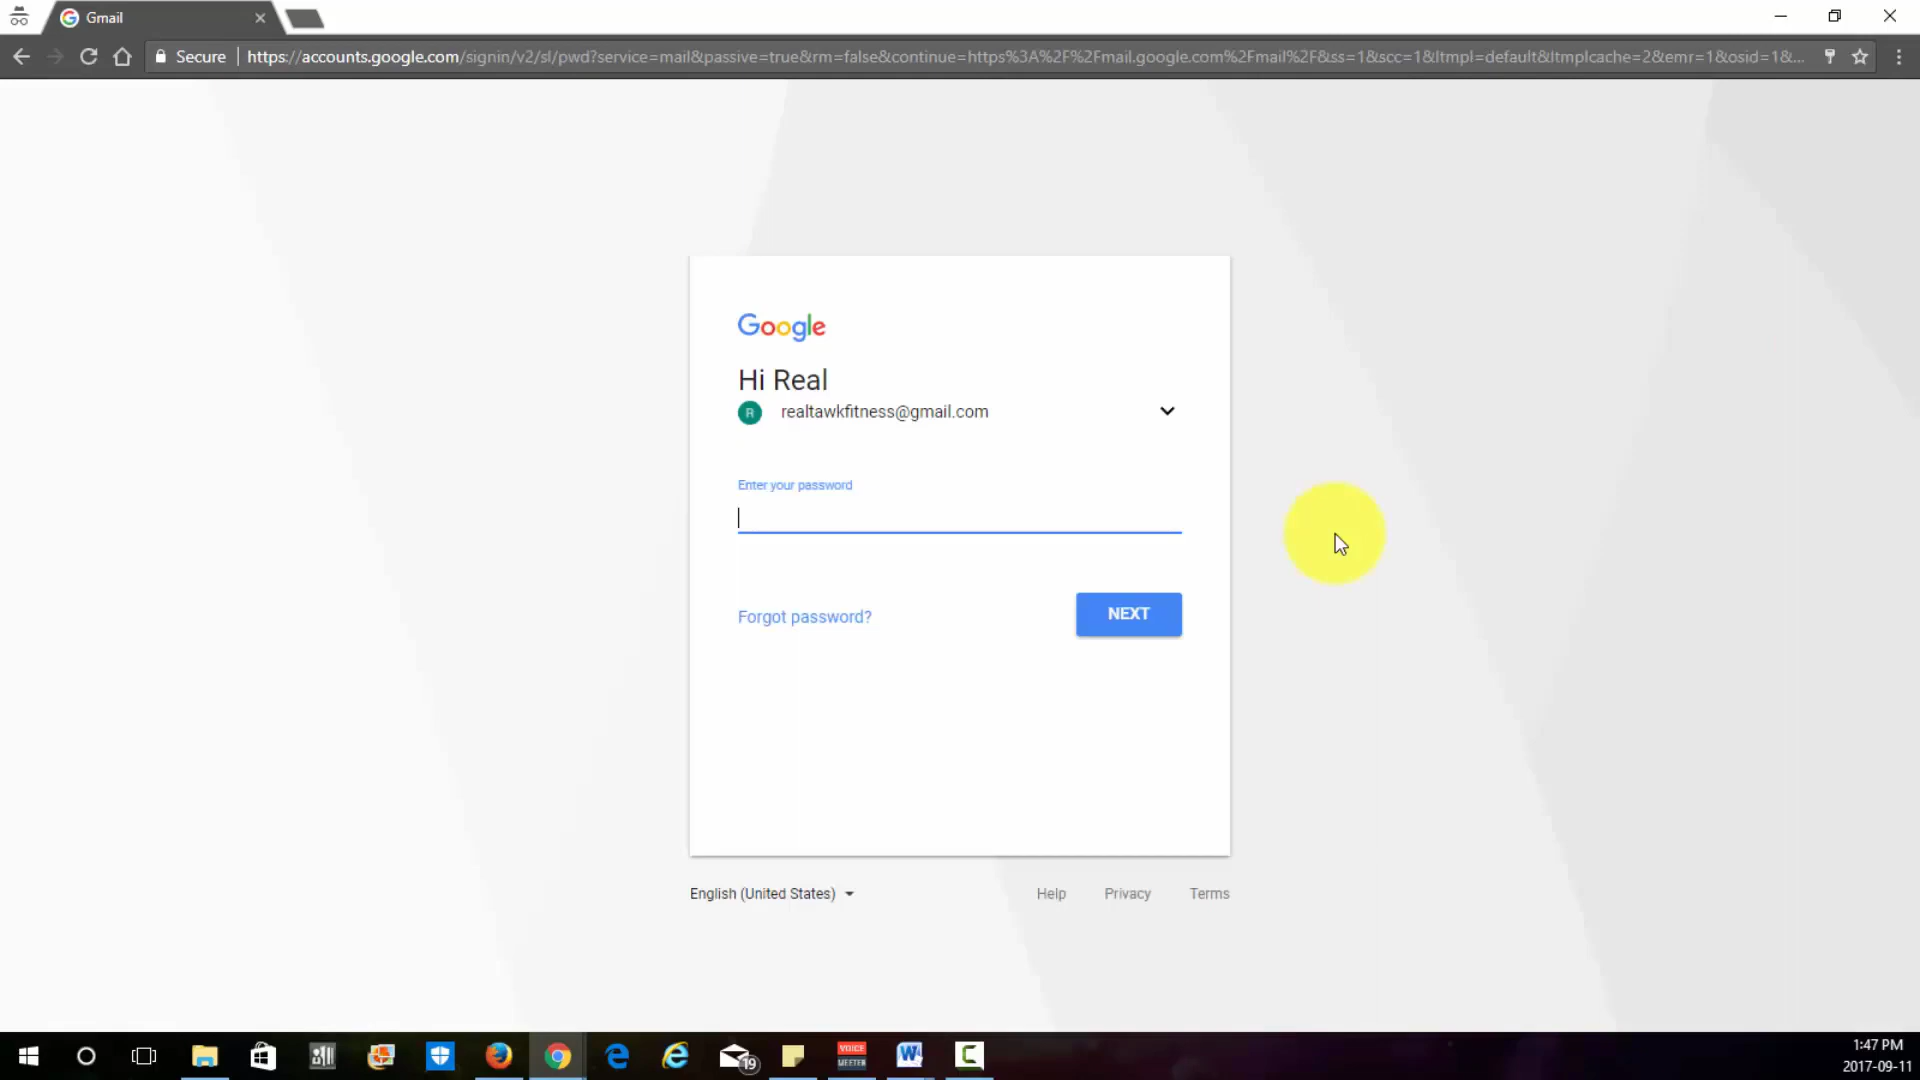 Gmail
Secure
https://accounts.google.com/signin/v2/sl/pwd?service=mail&passive=true&rm=false&continue=https%3A%2F%2Fmail.google.com%2Fmail%2F&ss=1&scc=1&ltmpl=default&ltmplcache=2&emr=1&osid=1&...
Google
Hi Real
R
realtawkfitness@gmail.com
Enter your password
Forgot password?
NEXT
English (United States)
Help
Privacy
Terms
19
VOICE
MEETER
1:47 PM
2017-09-11